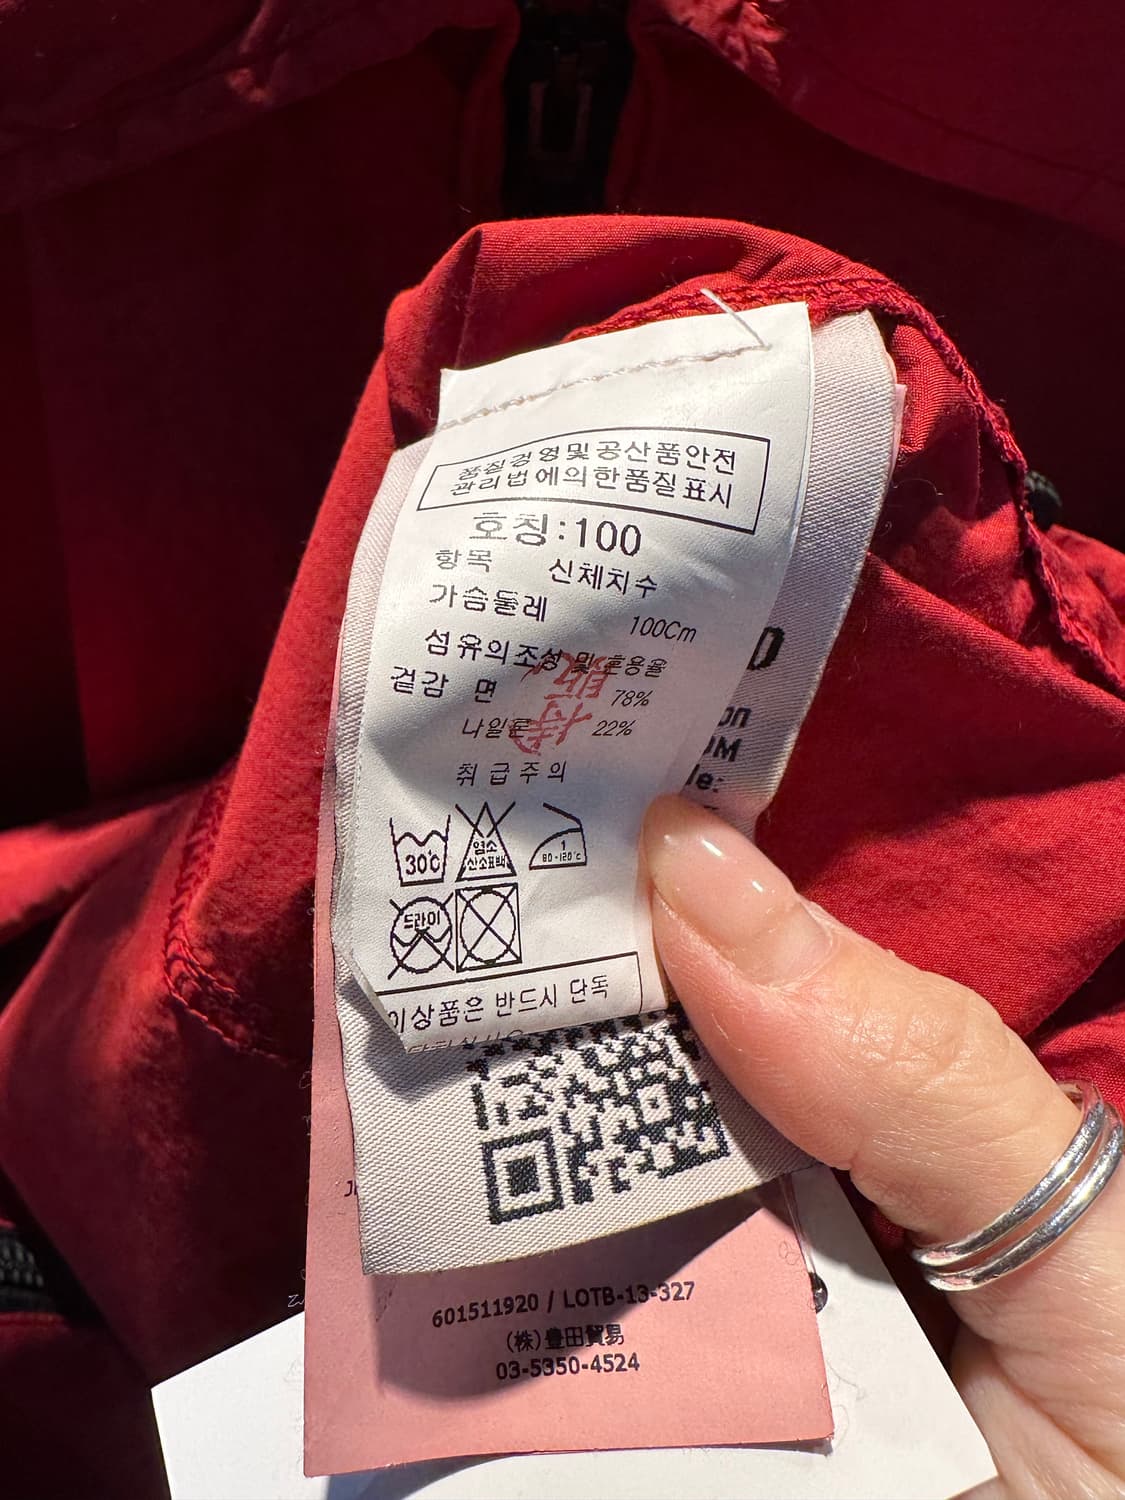 품질경영및공산품안전
관리법에의한품질표시
호칭:100
항목 신체치수
가슴둘레
100Cm
섬유의조성 및 혼용율
겉감 면 78%
나일론 22%
취급주의
30℃
염소
산소표백
1
80-120℃
드라이
이상품은 반드시 단독
on
le:
601511920 / LOTB-13-327
(株)豊田貿易
03-5350-4524